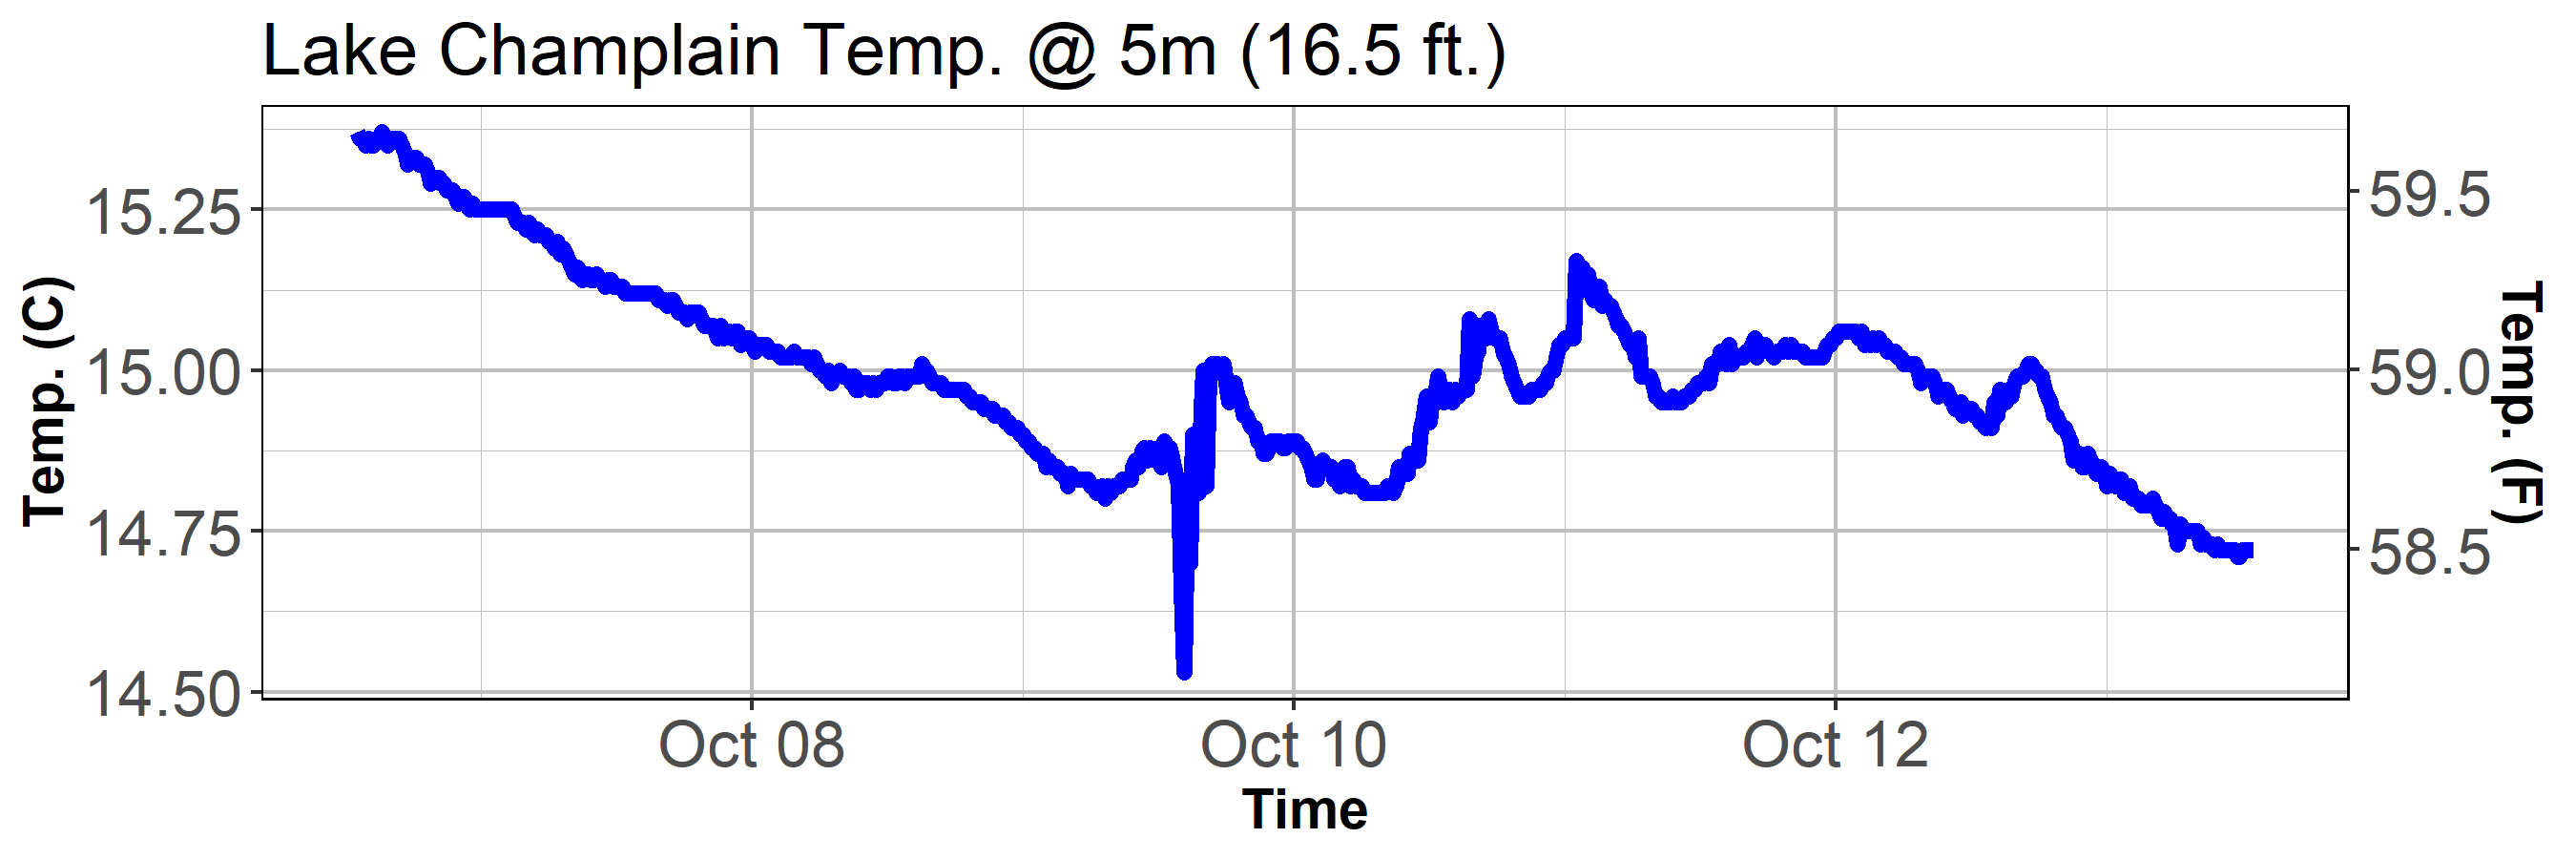 Lake Champlain Temp. @ 5m (16.5 ft.)
Temp. (C)
15.25
15.00
14.75
14.50
59.5
59.0
58.5
Temp. (F)
Oct 08
Oct 10
Oct 12
Time